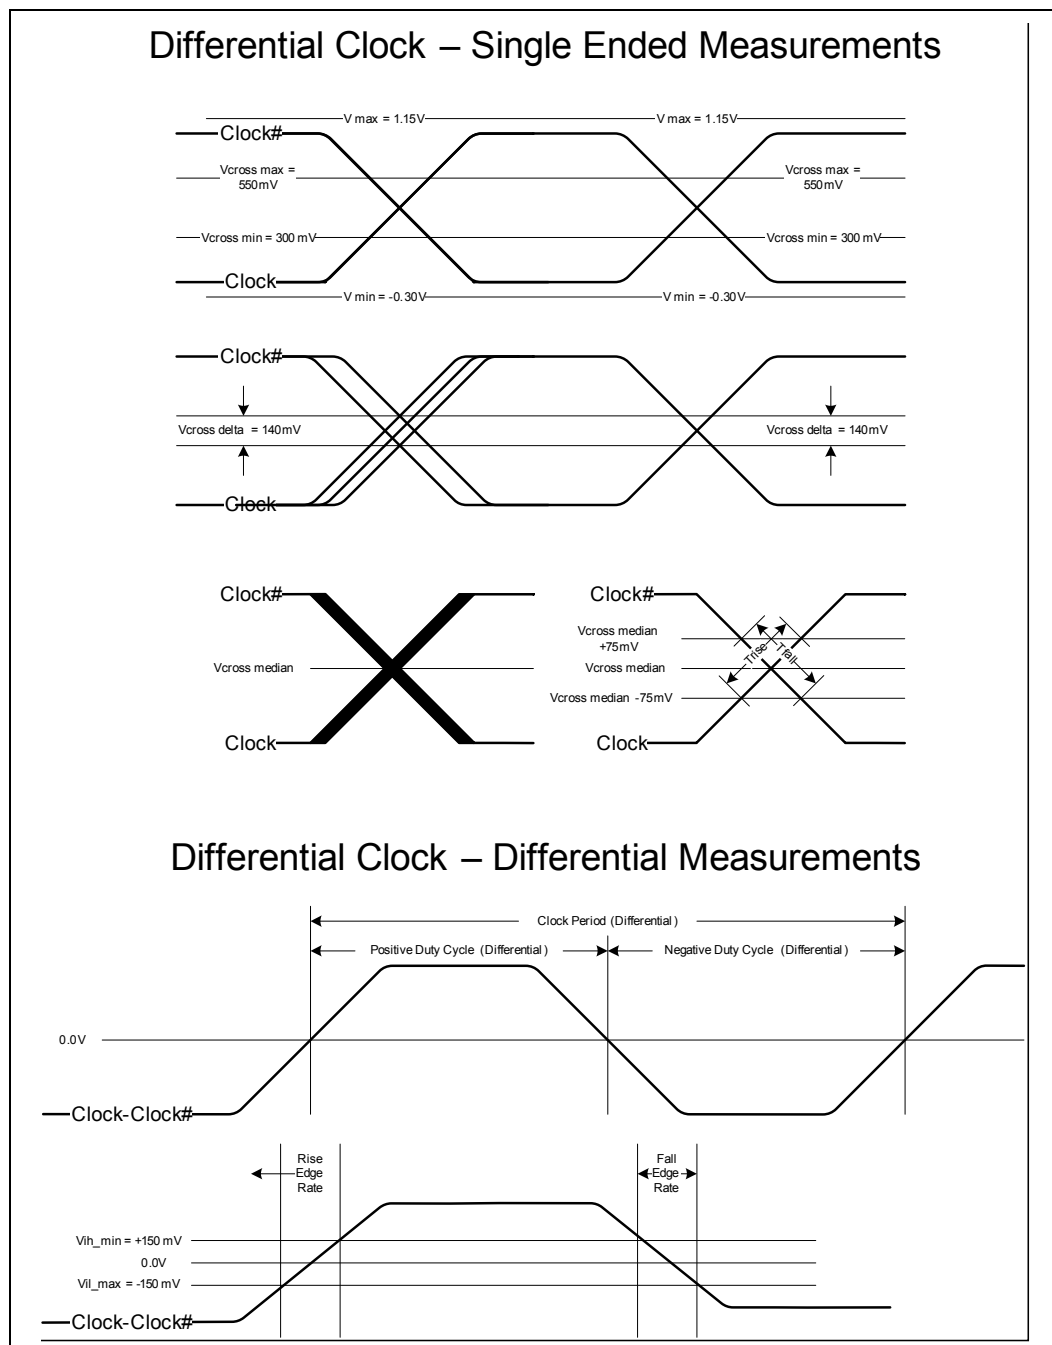 Differential Clock – Single Ended Measurements
V max = 1.15V
V max = 1.15V
Clock#
Vcross max =
550mV
Vcross max =
550mV
Vcross min = 300 mV
Vcross min = 300 mV
Clock
V min = -0.30V
V min = -0.30V
Clock#
Vcross delta = 140mV
Vcross delta = 140mV
Clock
Clock#
Vcross median
Clock
Clock#
Vcross median
+75mV
Vcross median
Vcross median -75mV
Trise
Tfall
Clock
Differential Clock – Differential Measurements
Clock Period (Differential )
Positive Duty Cycle (Differential )
Negative Duty Cycle (Differential )
0.0V
Clock-Clock#
Rise
Edge
Rate
Fall
Edge
Rate
Vih_min = +150 mV
0.0V
Vil_max = -150 mV
Clock-Clock#